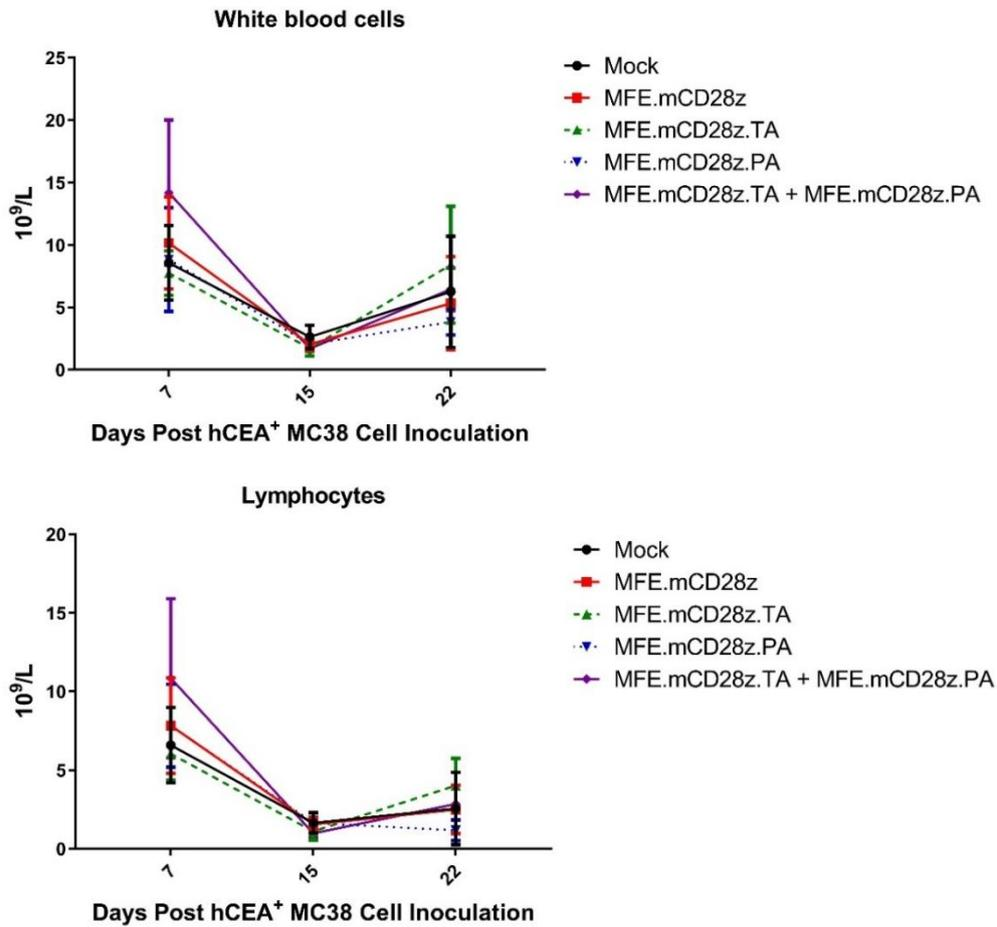 White blood cells
25
20
15
10
5
0
10⁹/L
7
15
22
Days Post hCEA⁺ MC38 Cell Inoculation
Mock
MFE.mCD28z
MFE.mCD28z.TA
MFE.mCD28z.PA
MFE.mCD28z.TA + MFE.mCD28z.PA
Lymphocytes
20
15
10
5
0
10⁹/L
7
15
22
Days Post hCEA⁺ MC38 Cell Inoculation
Mock
MFE.mCD28z
MFE.mCD28z.TA
MFE.mCD28z.PA
MFE.mCD28z.TA + MFE.mCD28z.PA